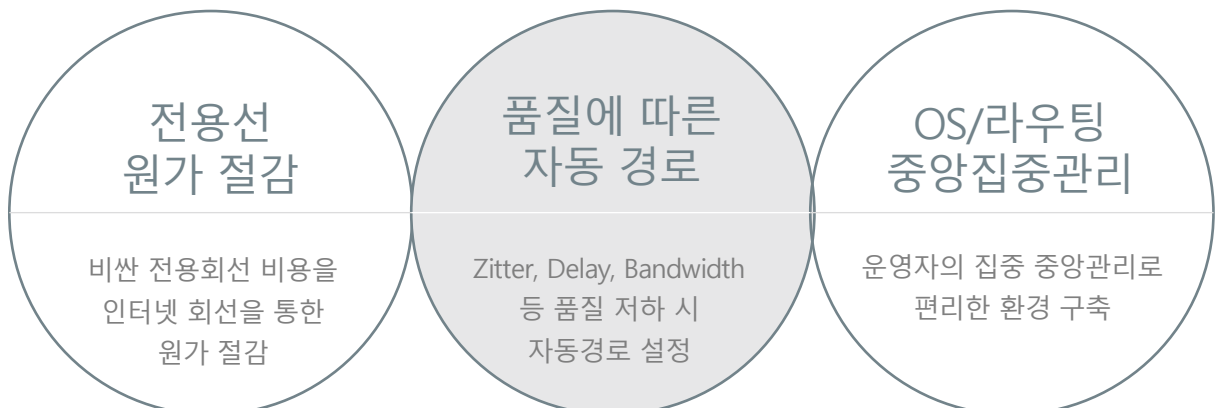 전용선
원가 절감
비싼 전용회선 비용을
인터넷 회선을 통한
원가 절감
품질에 따른
자동 경로
Zitter, Delay, Bandwidth
등 품질 저하 시
자동경로 설정
OS/라우팅
중앙집중관리
운영자의 집중 중앙관리로
편리한 환경 구축